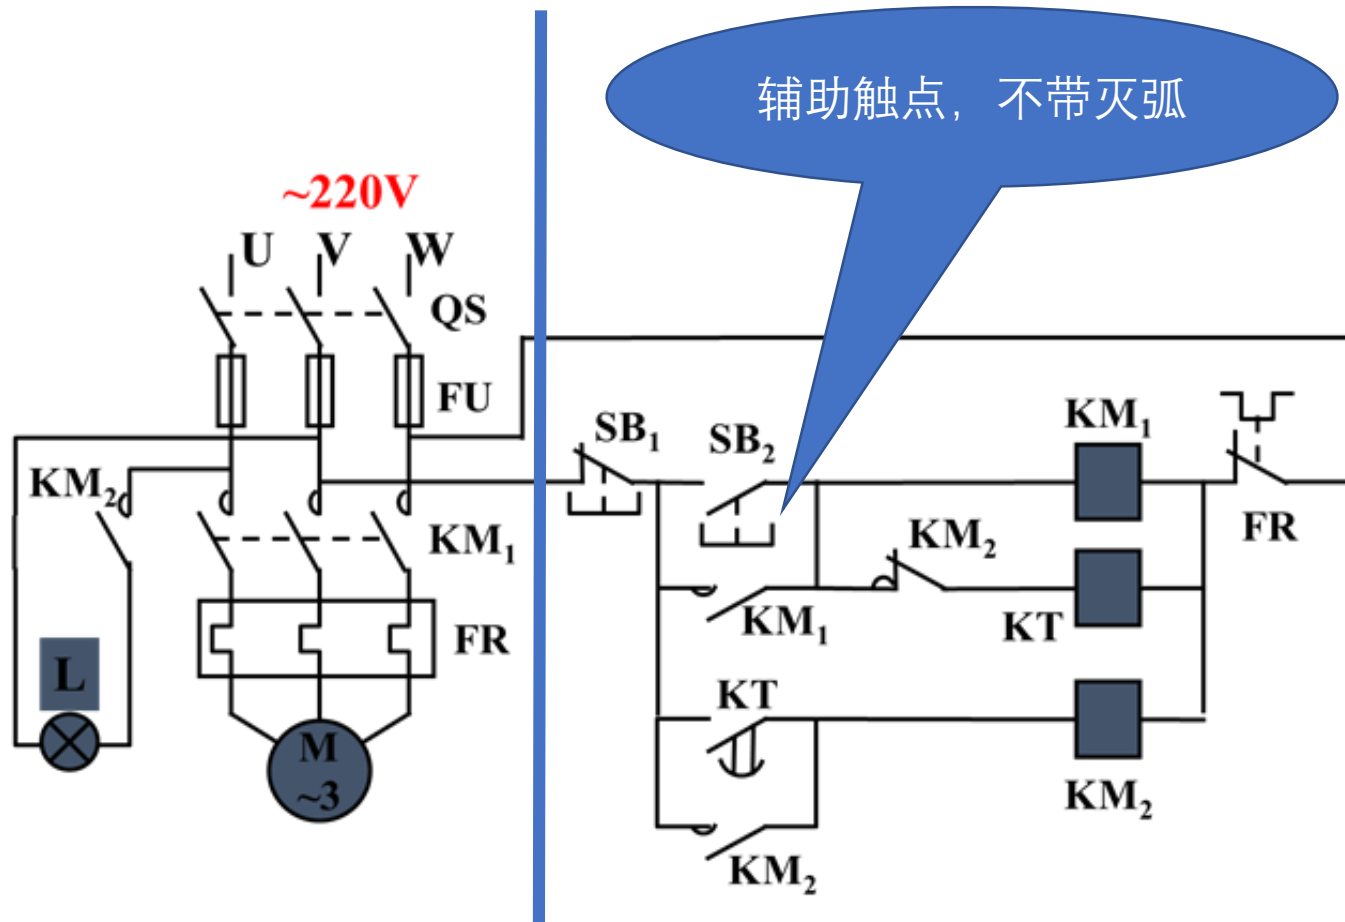 辅助触点，不带灭弧
~220V
U V W
QS
FU
SB₁
SB₂
KM₁
KM₂
KM₁
KM₂
FR
KM₁
KT
FR
L
KT
M
~3
KM₂
KM₂